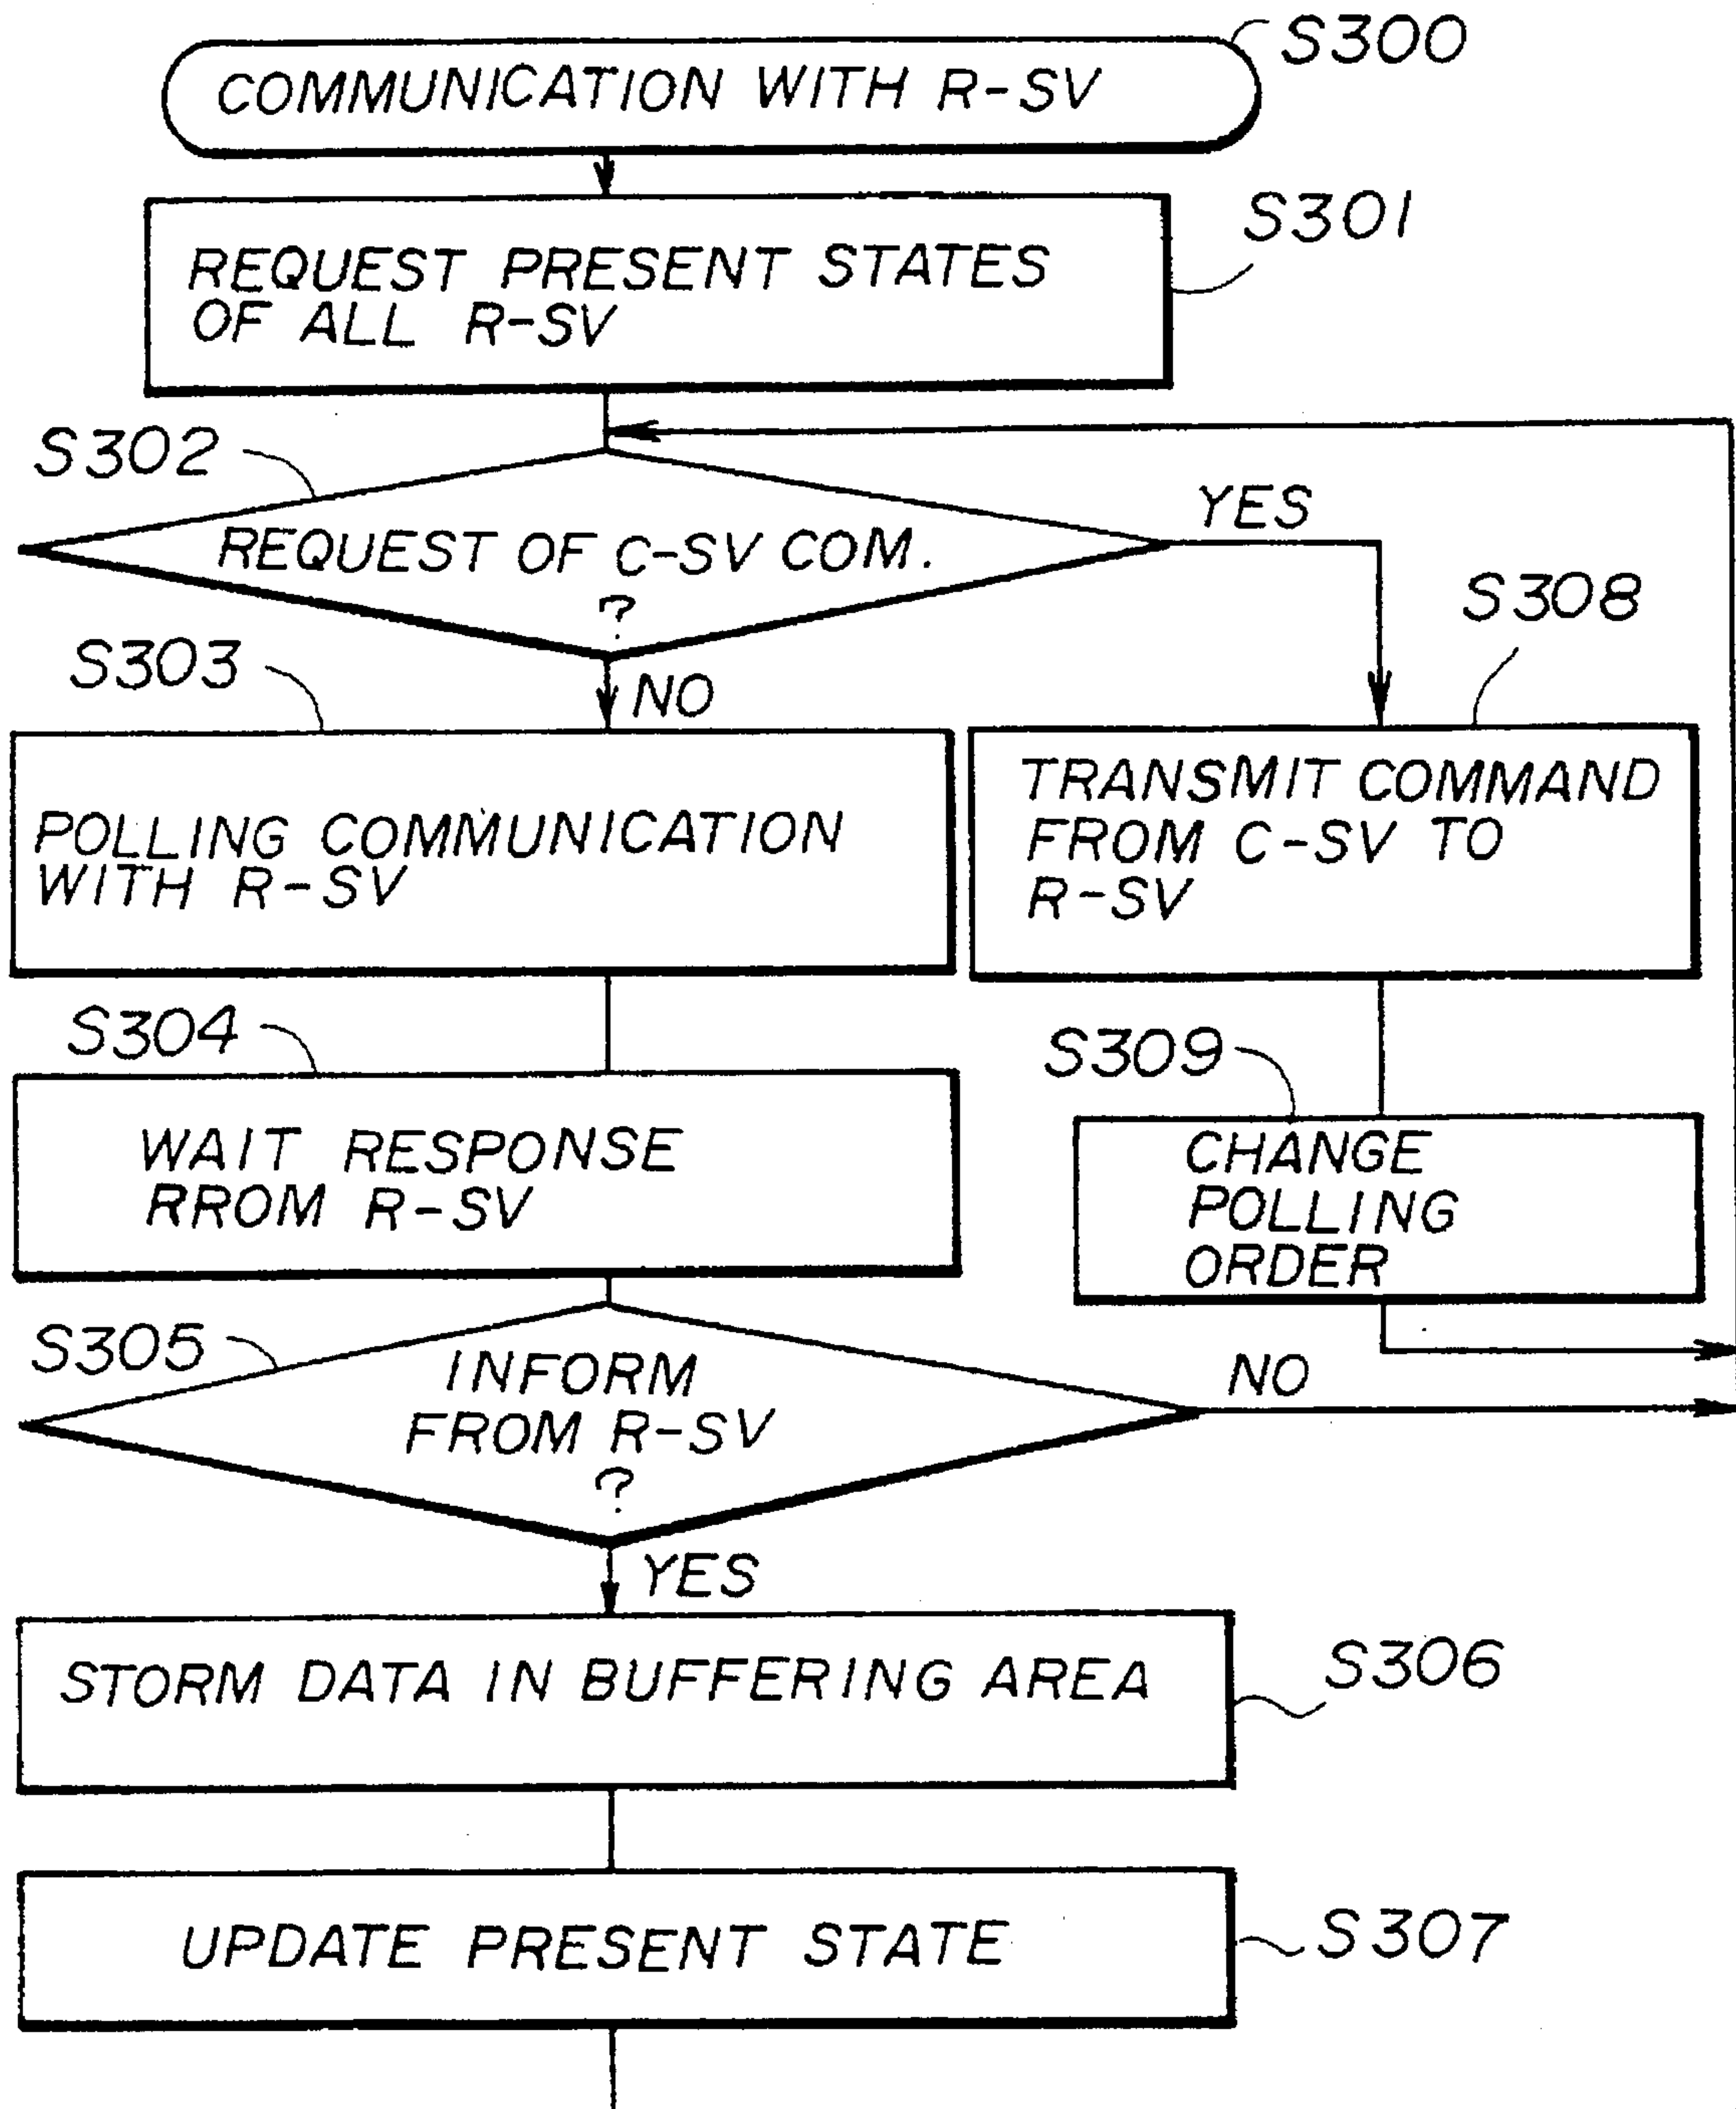 S300
COMMUNICATION WITH R-SV
S301
REQUEST PRESENT STATES
OF ALL R-SV
S302
REQUEST OF C-SV COM.
?
YES
NO
S303
POLLING COMMUNICATION
WITH R-SV
S308
TRANSMIT COMMAND
FROM C-SV TO
R-SV
S304
WAIT RESPONSE
RROM R-SV
S309
CHANGE
POLLING
ORDER
S305
INFORM
FROM R-SV
?
NO
YES
STORM DATA IN BUFFERING AREA
S306
UPDATE PRESENT STATE
S307